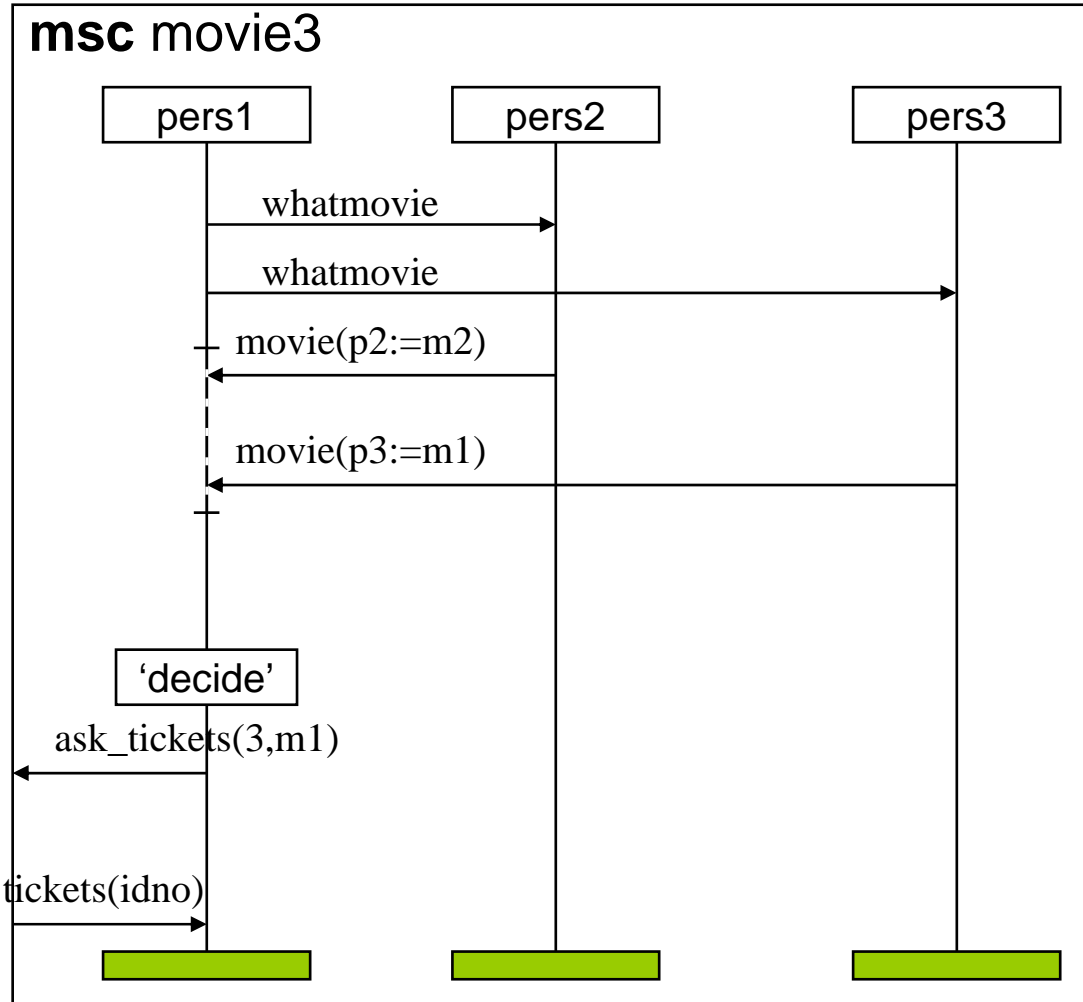 msc movie3
pers1 pers2 pers3
whatmovie
whatmovie
movie(p2:=m2)
movie(p3:=m1)
‘decide’
ask_tickets(3,m1)
tickets(idno)